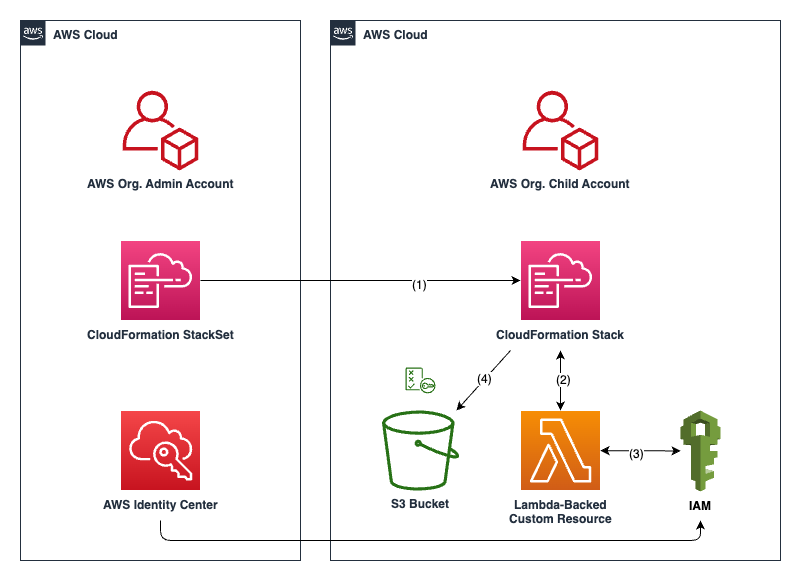 aws
AWS Cloud
aws
AWS Cloud
AWS Org. Admin Account
AWS Org. Child Account
(1)
CloudFormation StackSet
CloudFormation Stack
(4)
(2)
(3)
AWS Identity Center
S3 Bucket
Lambda-Backed
Custom Resource
IAM